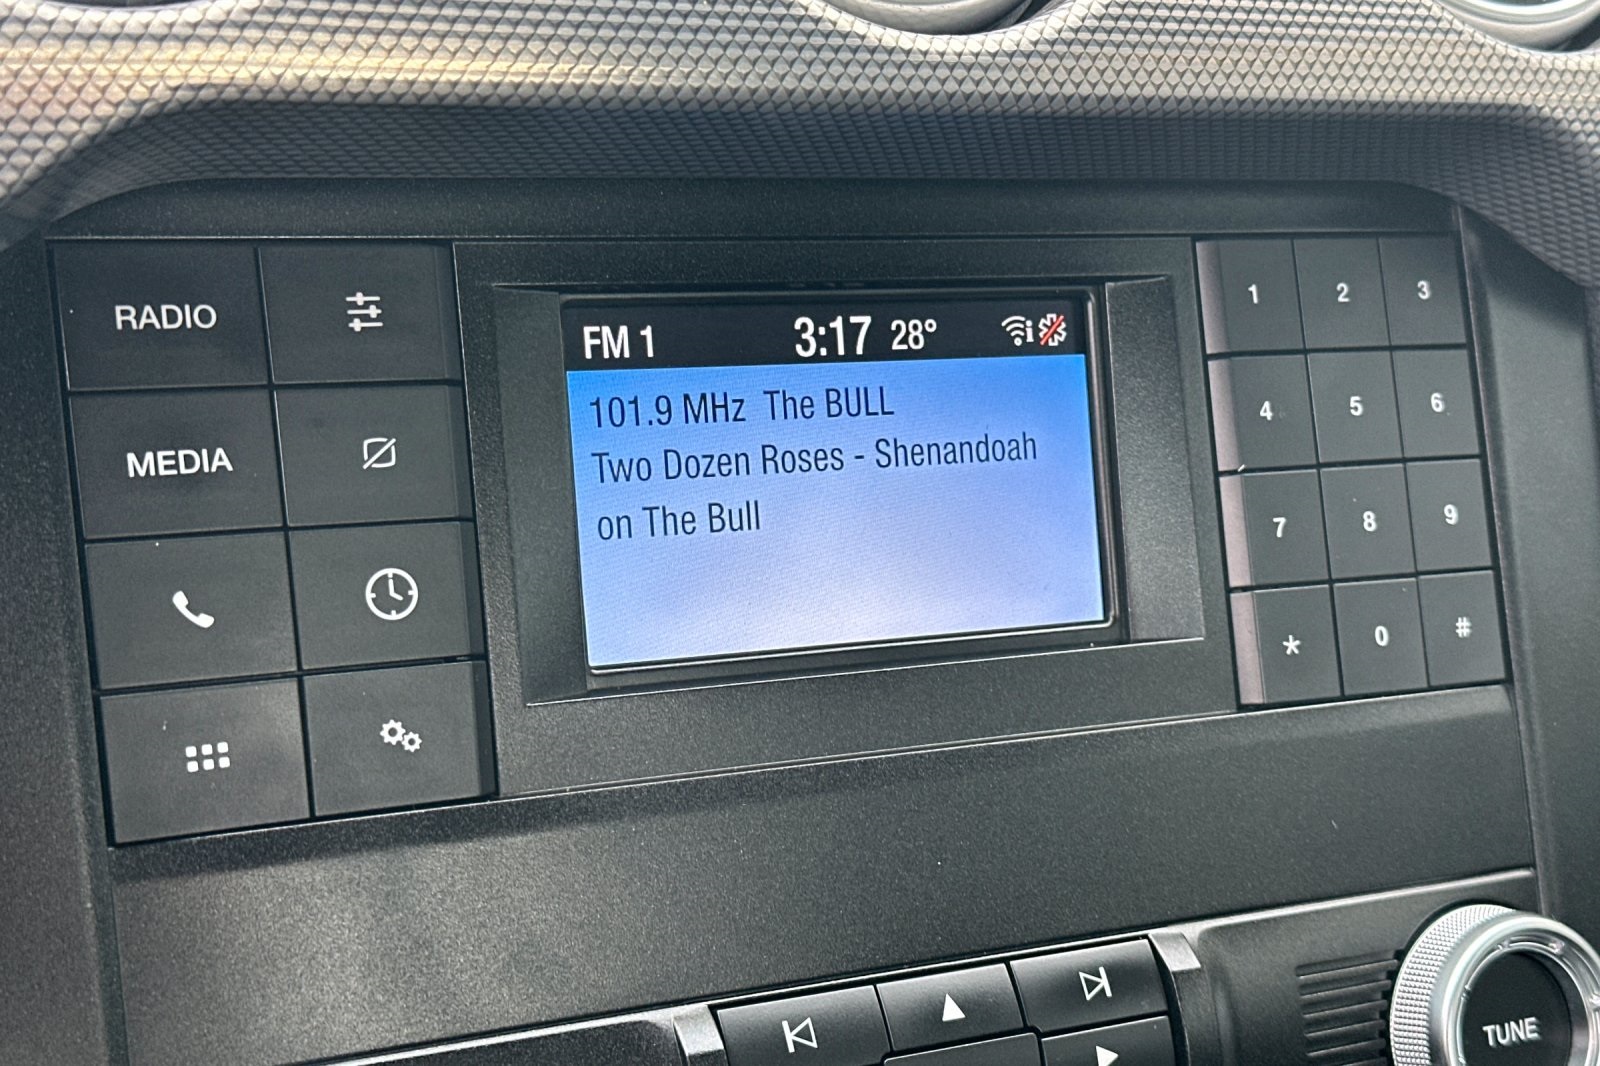 RADIO
MEDIA
FM 1 3:17 28°
101.9 MHz The BULL
Two Dozen Roses - Shenandoah
on The Bull
1 2 3
4 5 6
7 8 9
* 0 #
TUNE